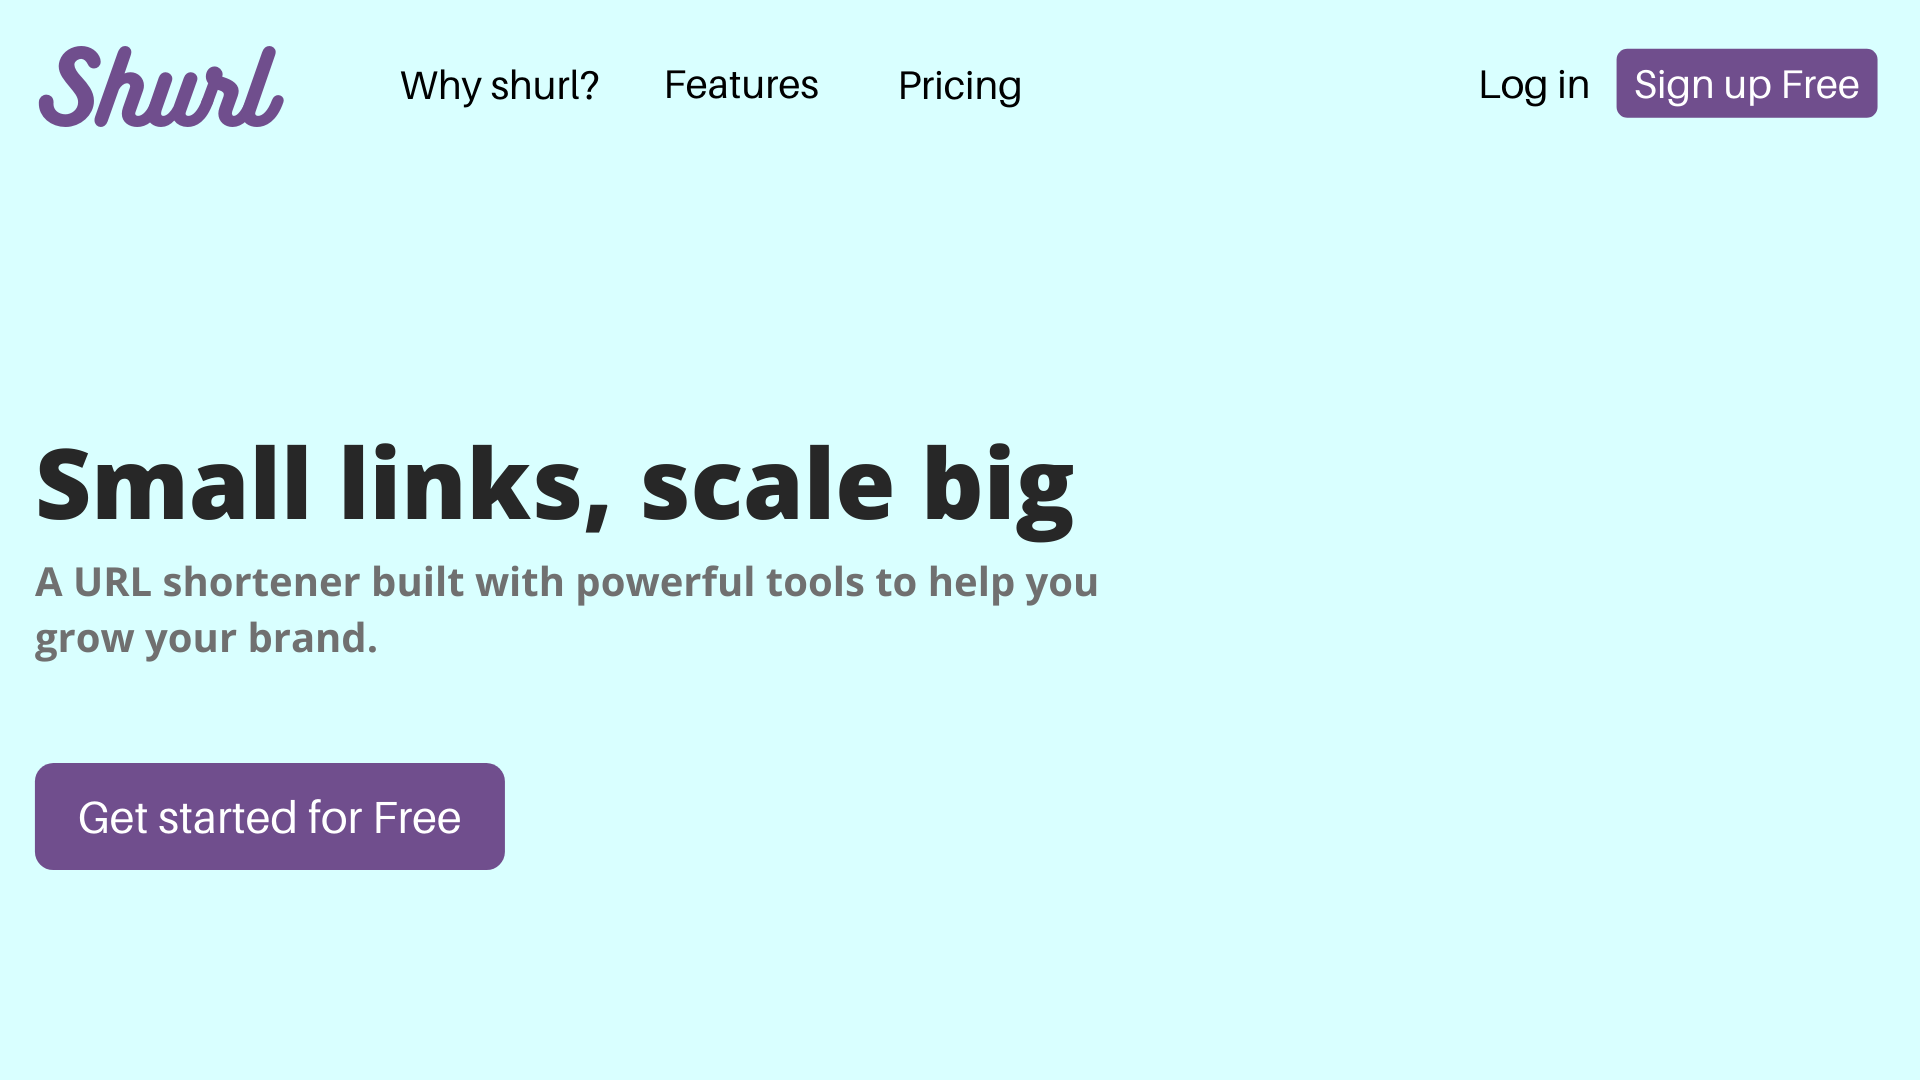 Shurl
Why shurl?
Features
Pricing
Log in
Sign up Free
Small links, scale big
A URL shortener built with powerful tools to help you
grow your brand.
Get started for Free